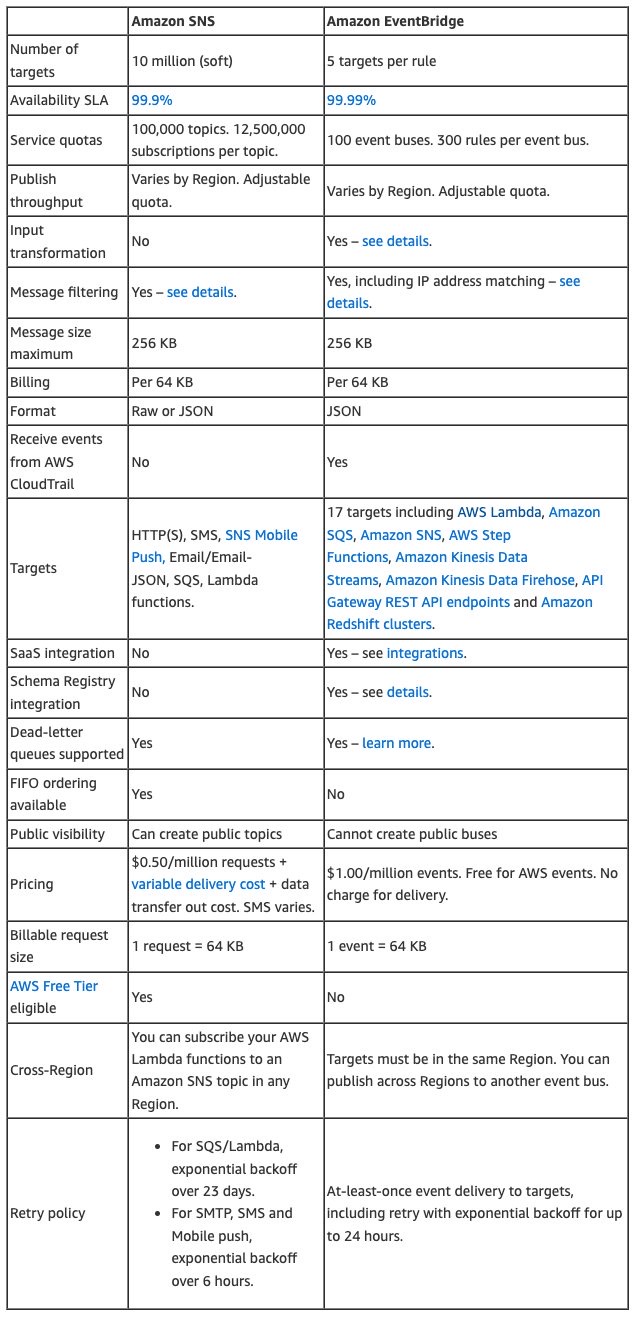 Amazon SNS Amazon EventBridge
Number of
targets
10 million (soft)
5 targets per rule
Availability SLA
99.9%
99.99%
Service quotas
100,000 topics. 12,500,000
subscriptions per topic.
100 event buses. 300 rules per event bus.
Publish
throughput
Varies by Region. Adjustable
quota.
Varies by Region. Adjustable quota.
Input
transformation
No
Yes – see details.
Message filtering
Yes – see details.
Yes, including IP address matching – see
details.
Message size
maximum
256 KB
256 KB
Billing
Per 64 KB
Per 64 KB
Format
Raw or JSON
JSON
Receive events
from AWS
CloudTrail
No
Yes
Targets
HTTP(S), SMS, SNS Mobile
Push, Email/Email-
JSON, SQS, Lambda
functions.
17 targets including AWS Lambda, Amazon
SQS, Amazon SNS, AWS Step
Functions, Amazon Kinesis Data
Streams, Amazon Kinesis Data Firehose, API
Gateway REST API endpoints and Amazon
Redshift clusters.
SaaS integration
No
Yes – see integrations.
Schema Registry
integration
No
Yes – see details.
Dead-letter
queues supported
Yes
Yes – learn more.
FIFO ordering
available
Yes
No
Public visibility
Can create public topics
Cannot create public buses
Pricing
$0.50/million requests +
variable delivery cost + data
transfer out cost. SMS varies.
$1.00/million events. Free for AWS events. No
charge for delivery.
Billable request
size
1 request = 64 KB
1 event = 64 KB
AWS Free Tier
eligible
Yes
No
Cross-Region
You can subscribe your AWS
Lambda functions to an
Amazon SNS topic in any
Region.
Targets must be in the same Region. You can
publish across Regions to another event bus.
Retry policy
• For SQS/Lambda,
exponential backoff
over 23 days.
• For SMTP, SMS and
Mobile push,
exponential backoff
over 6 hours.
At-least-once event delivery to targets,
including retry with exponential backoff for up
to 24 hours.